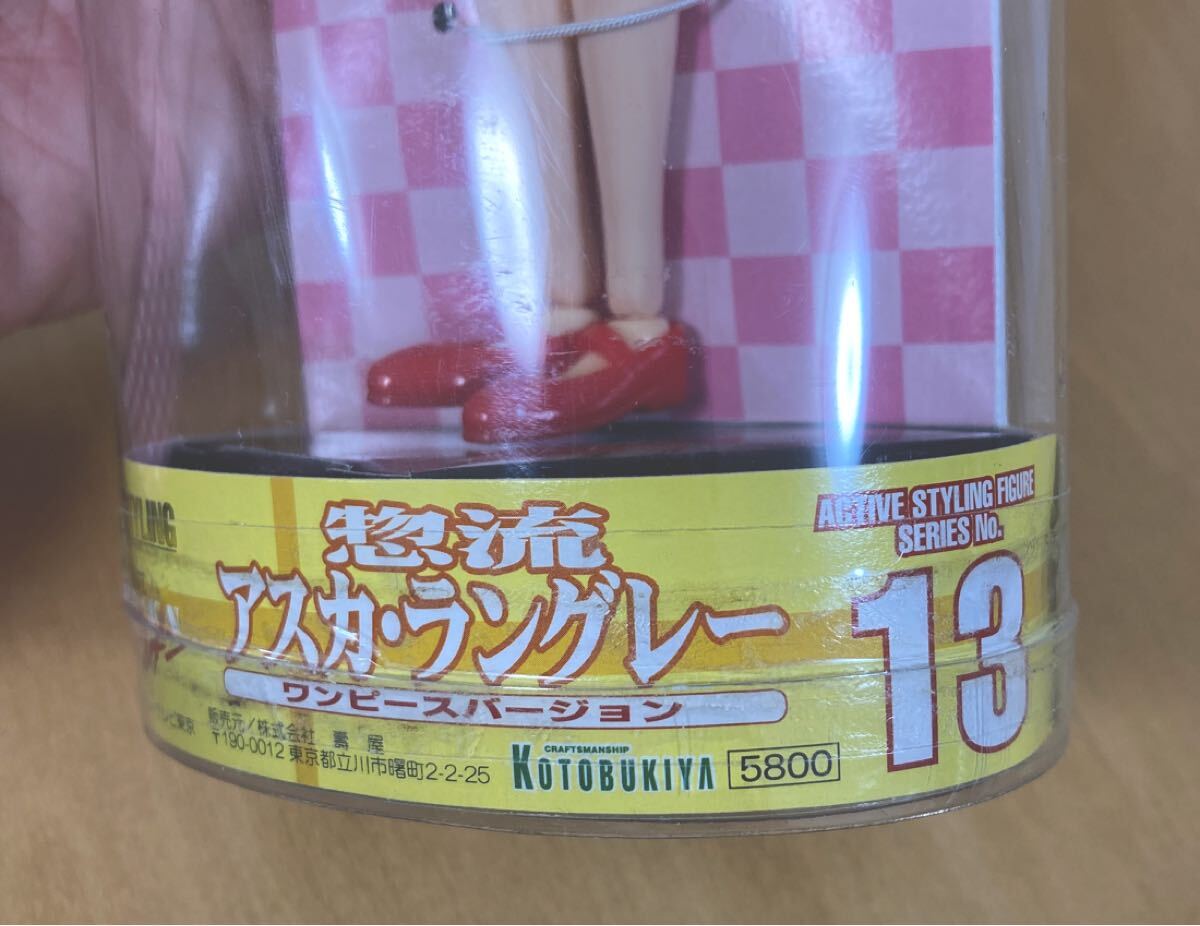 惣流
アスカ・ラングレー
ワンピースバージョン
販売元/株式会社 壽 屋
〒190-0012 東京都立川市曙町2-2-25
CRAFTSMANSHIP
KOTOBUKIYA
5800
ACTIVE STYLING FIGURE
SERIES No.
13